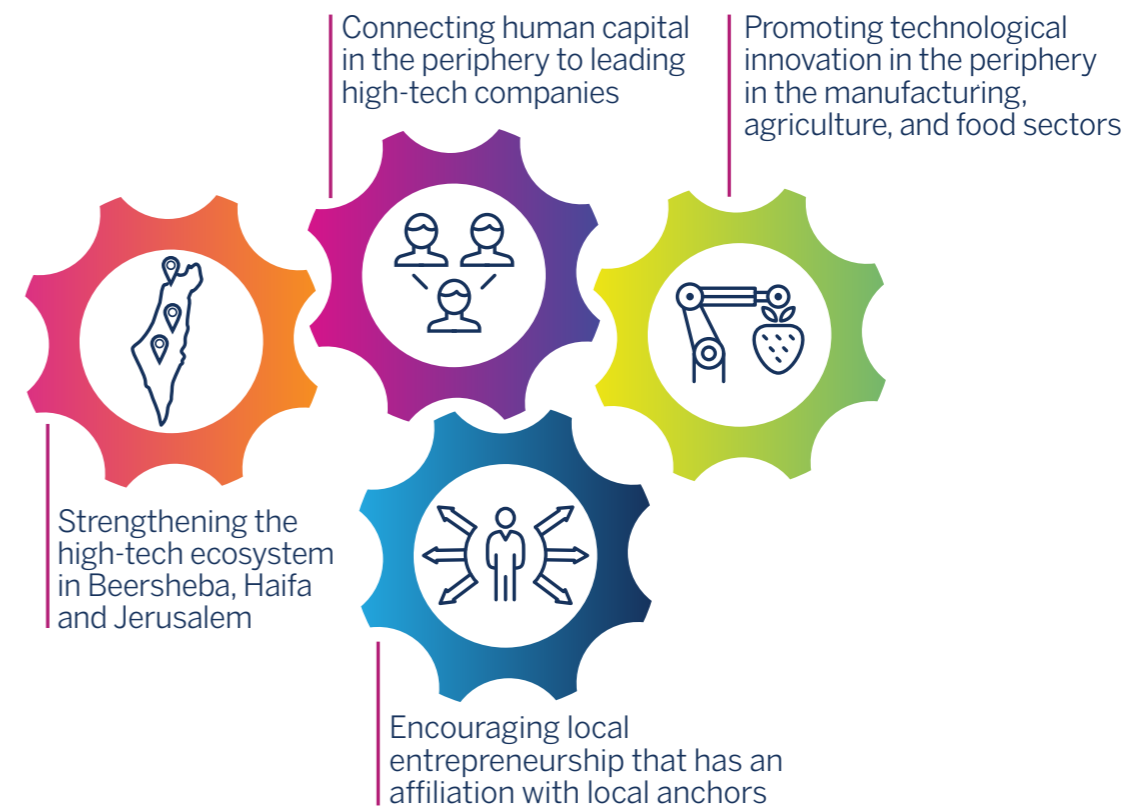 Connecting human capital
in the periphery to leading
high-tech companies
Promoting technological
innovation in the periphery
in the manufacturing,
agriculture, and food sectors
Strengthening the
high-tech ecosystem
in Beersheba, Haifa
and Jerusalem
Encouraging local
entrepreneurship that has an
affiliation with local anchors